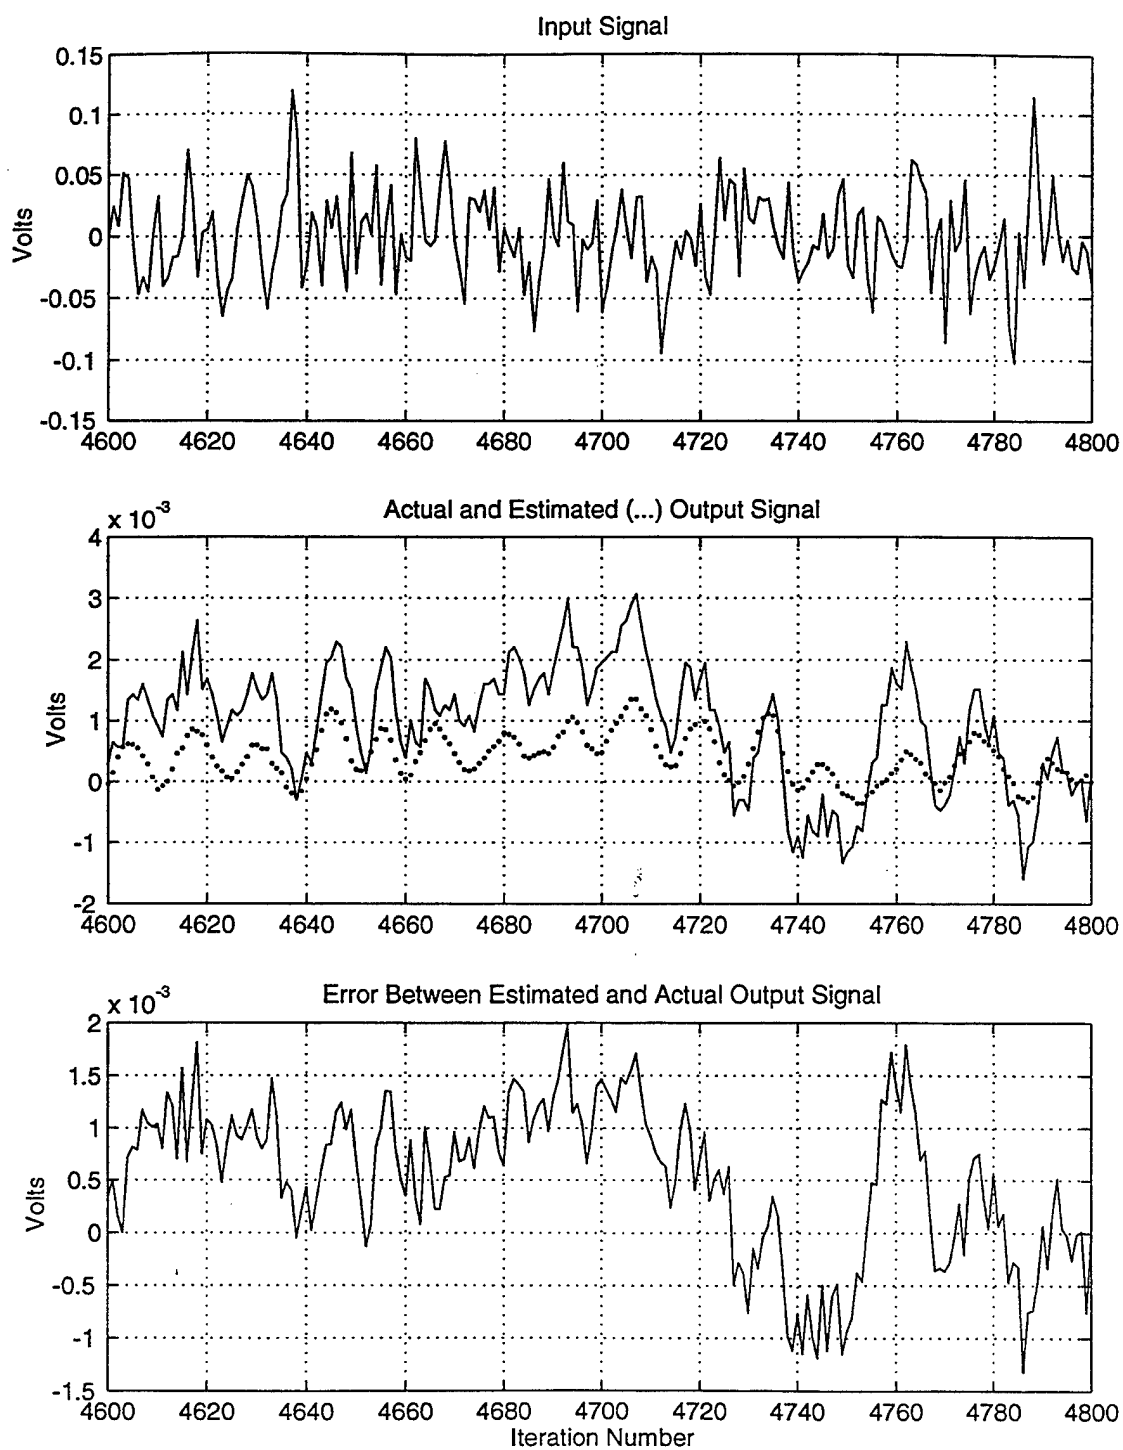 Input Signal
0.15
0.1
0.05
0
-0.05
-0.1
-0.15
Volts
4600 4620 4640 4660 4680 4700 4720 4740 4760 4780 4800
Actual and Estimated (...) Output Signal
x 10-3
4
3
2
1
0
-1
-2
Volts
4600 4620 4640 4660 4680 4700 4720 4740 4760 4780 4800
Error Between Estimated and Actual Output Signal
x 10-3
2
1.5
1
0.5
0
-0.5
-1
-1.5
Volts
4600 4620 4640 4660 4680 4700 4720 4740 4760 4780 4800
Iteration Number